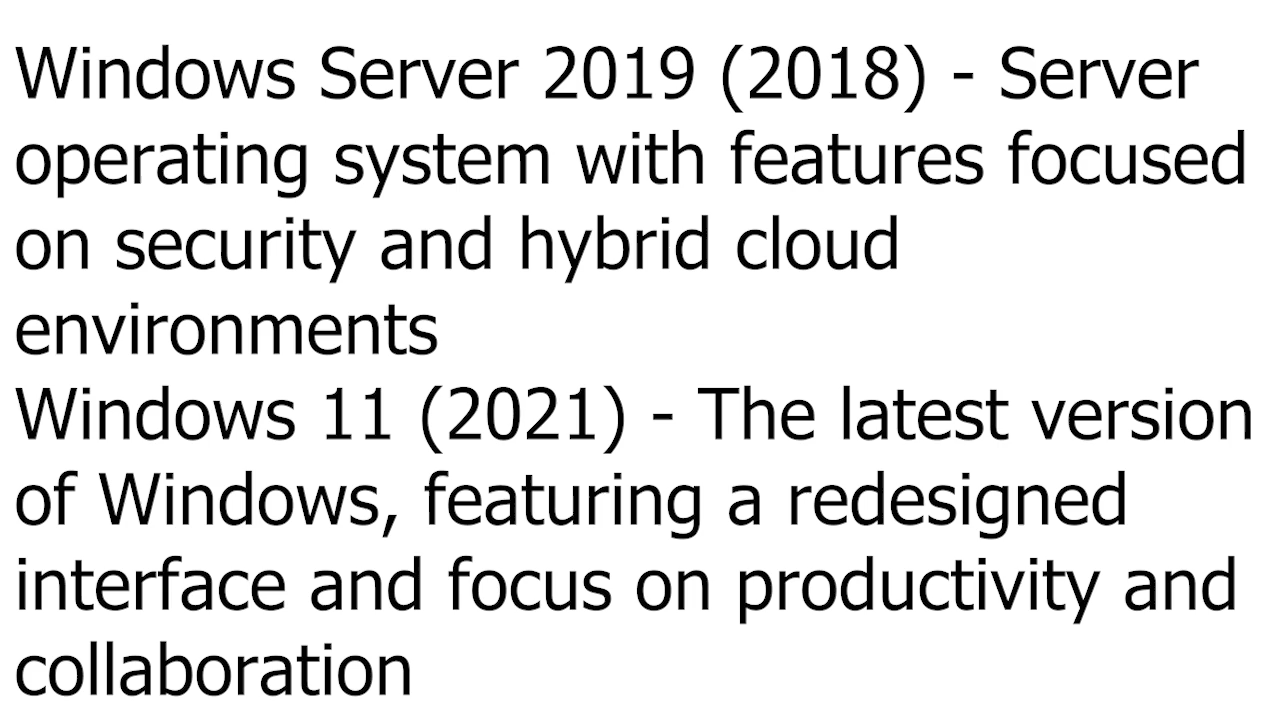 Windows Server 2019 (2018) - Server
operating system with features focused
on security and hybrid cloud
environments
Windows 11 (2021) - The latest version
of Windows, featuring a redesigned
interface and focus on productivity and
collaboration